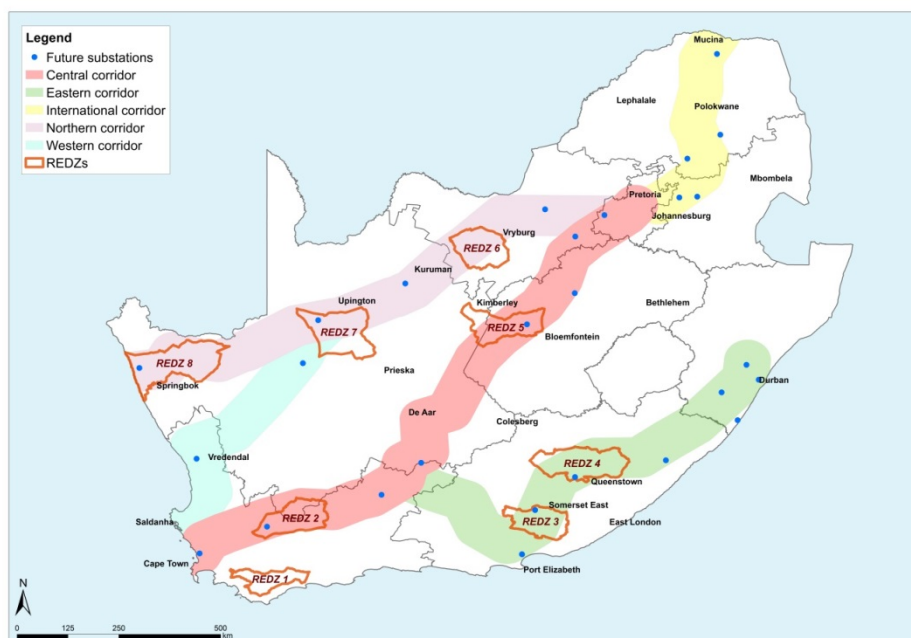 Legend
Future substations
Central corridor
Eastern corridor
International corridor
Northern corridor
Western corridor
REDZs
Mucina
Lephalale
Polokwane
Mbombela
Pretoria
Johannesburg
Vryburg
REDZ 6
Kuruman
Upington
Kimberley
Bethlehem
REDZ 7
REDZ 5
Bloemfontein
REDZ 8
Prieska
Springbok
Durban
De Aar
Colesberg
Vredendal
REDZ 4
Queenstown
Somerset East
Saldanha
REDZ 2
REDZ 3
East London
Cape Town
Port Elizabeth
REDZ 1
N
0 125 250 500
km